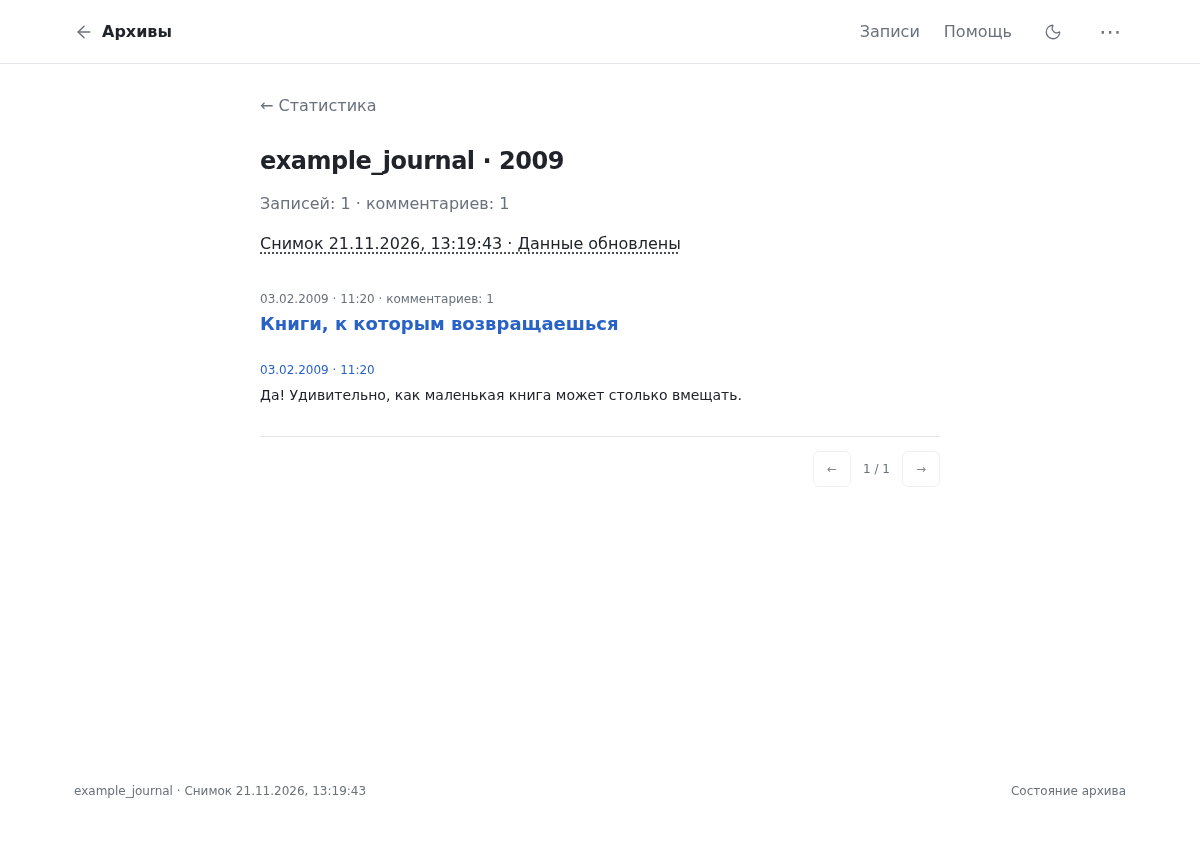 ← Архивы
Записи
Помощь
⋯
← Статистика
example_journal · 2009
Записей: 1 · комментариев: 1
Снимок 21.11.2026, 13:19:43 · Данные обновлены
03.02.2009 · 11:20 · комментариев: 1
Книги, к которым возвращаешься
03.02.2009 · 11:20
Да! Удивительно, как маленькая книга может столько вмещать.
← 1 / 1 →
example_journal · Снимок 21.11.2026, 13:19:43
Состояние архива